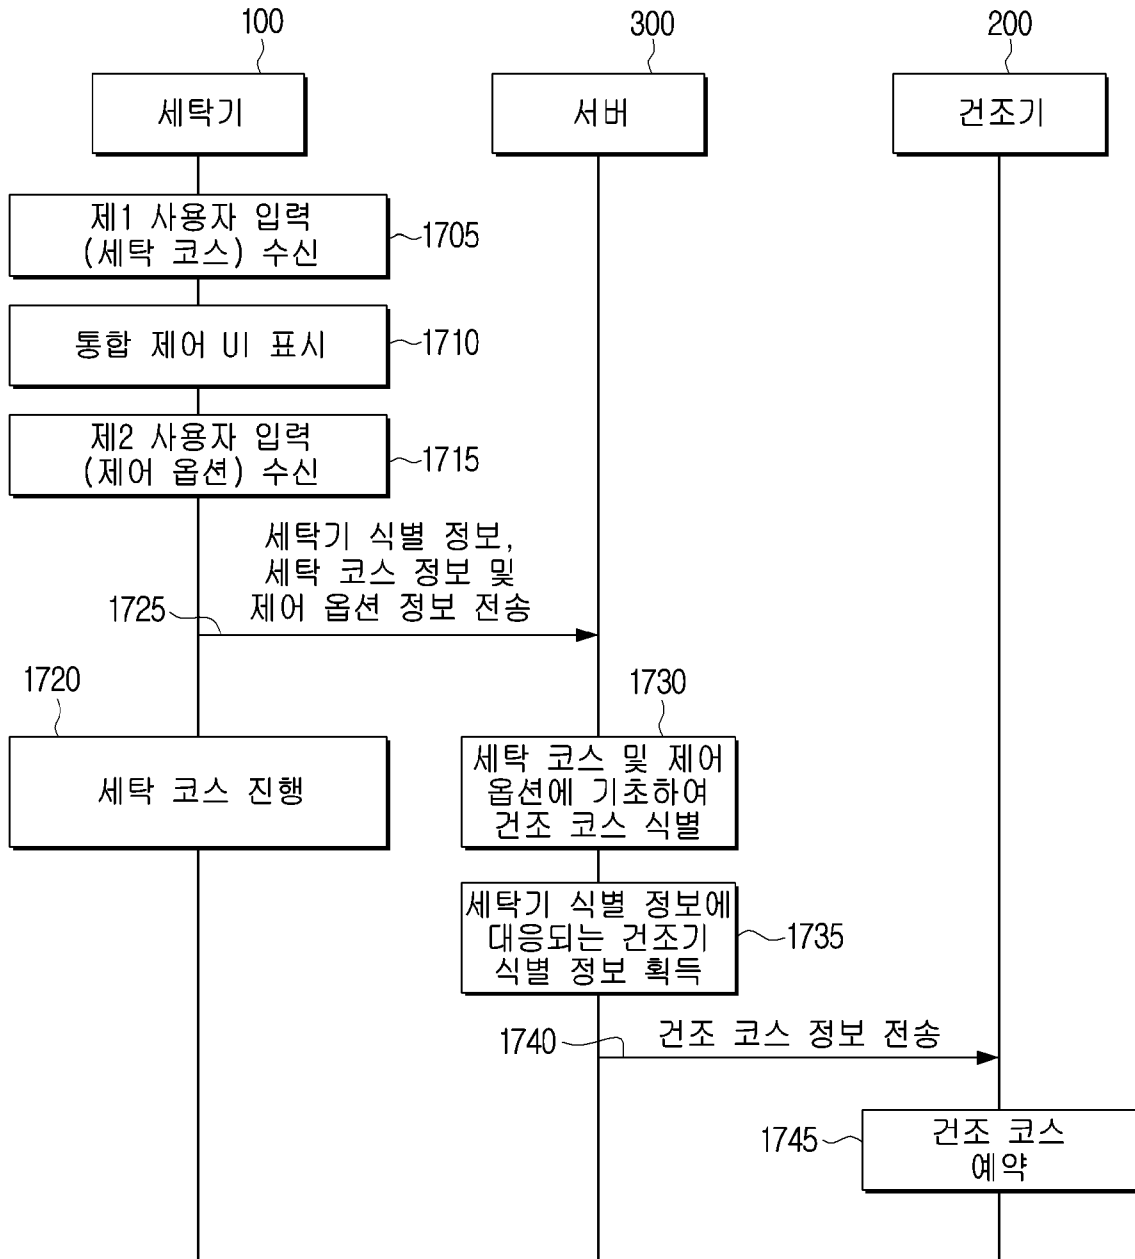 100
300
200
세탁기
서버
건조기
제1 사용자 입력
(세탁 코스) 수신
1705
통합 제어 UI 표시
1710
제2 사용자 입력
(제어 옵션) 수신
1715
세탁기 식별 정보,
세탁 코스 정보 및
제어 옵션 정보 전송
1725
1720
1730
세탁 코스 진행
세탁 코스 및 제어
옵션에 기초하여
건조 코스 식별
세탁기 식별 정보에
대응되는 건조기
식별 정보 획득
1735
1740
건조 코스 정보 전송
1745
건조 코스
예약